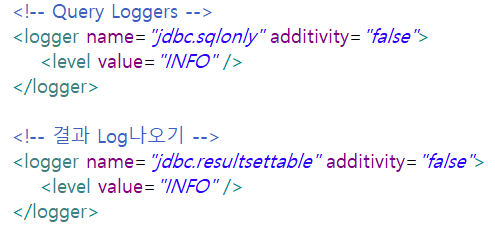 <!-- Query Loggers -->
<logger name="jdbc.sqlonly" additivity="false">
<level value="INFO" />
</logger>
<!-- 결과 Log나오기 -->
<logger name="jdbc.resultsettable" additivity="false">
<level value="INFO" />
</logger>